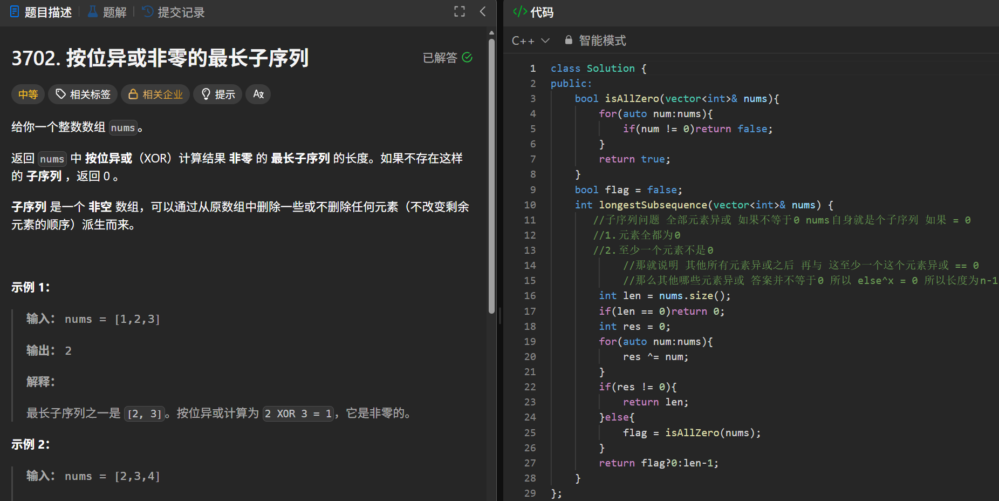 题目描述 题解 提交记录
3702. 按位异或非零的最长子序列
已解答
中等 相关标签 相关企业 提示
给你一个整数数组 nums。
返回 nums 中 按位异或（XOR）计算结果 非零 的 最长子序列 的长度。如果不存在这样
的 子序列 ，返回 0 。
子序列 是一个 非空 数组，可以通过从原数组中删除一些或不删除任何元素（不改变剩余
元素的顺序）派生而来。
示例 1：
输入： nums = [1,2,3]
输出： 2
解释：
最长子序列之一是 [2, 3]。按位异或计算为 2 XOR 3 = 1，它是非零的。
示例 2：
输入： nums = [2,3,4]
</> 代码
C++ 智能模式
1 class Solution {
2 public:
3 bool isAllZero(vector<int>& nums){
4 for(auto num:nums){
5 if(num != 0)return false;
6 }
7 return true;
8 }
9 bool flag = false;
10 int longestSubsequence(vector<int>& nums) {
11 //子序列问题 全部元素异或 如果不等于0 nums自身就是个子序列 如果 = 0
12 //1.元素全都为0
13 //2.至少一个元素不是0
14 //那就说明 其他所有元素异或之后 再与 这至少一个这个元素异或 == 0
15 //那么其他哪些元素异或 答案并不等于0 所以 else^x = 0 所以长度为n-1
16 int len = nums.size();
17 if(len == 0)return 0;
18 int res = 0;
19 for(auto num:nums){
20 res ^= num;
21 }
22 if(res != 0){
23 return len;
24 }else{
25 flag = isAllZero(nums);
26 }
27 return flag?0:len-1;
28 }
29 };